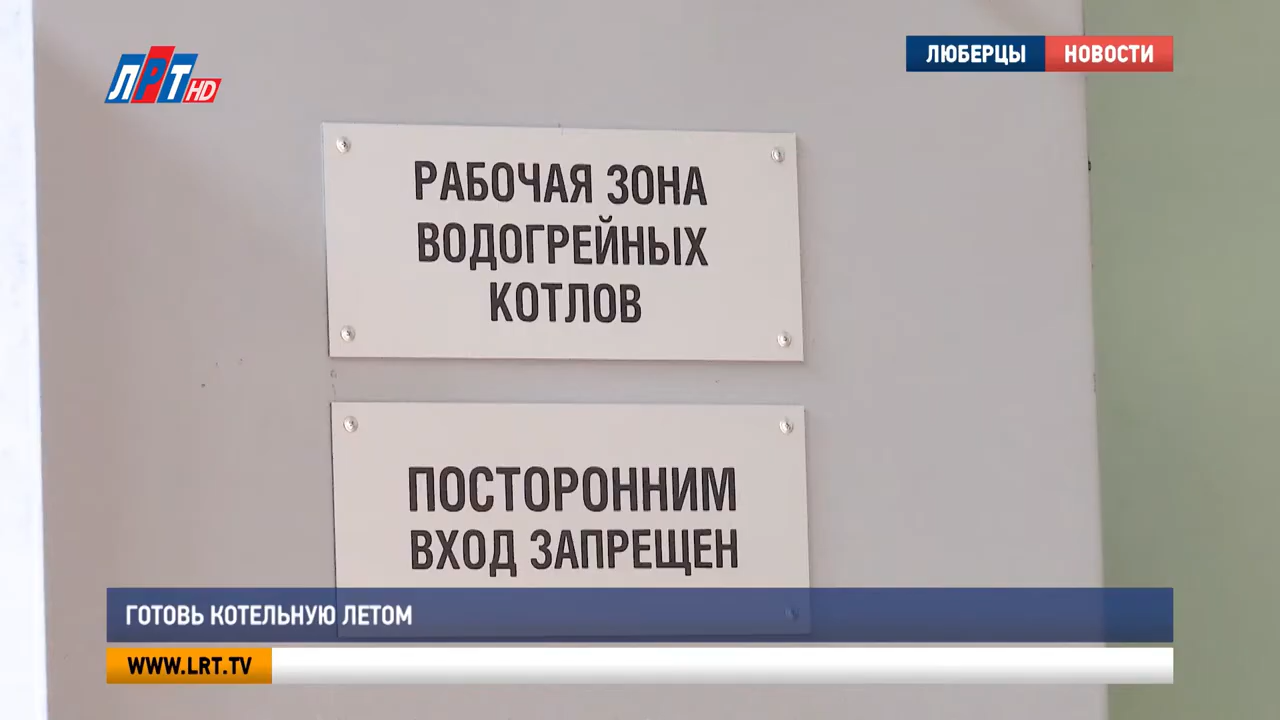 ЛРТ HD
ЛЮБЕРЦЫ НОВОСТИ
РАБОЧАЯ ЗОНА
ВОДОГРЕЙНЫХ
КОТЛОВ
ПОСТОРОННИМ
ВХОД ЗАПРЕЩЕН
ГОТОВЬ КОТЕЛЬНУЮ ЛЕТОМ
WWW.LRT.TV